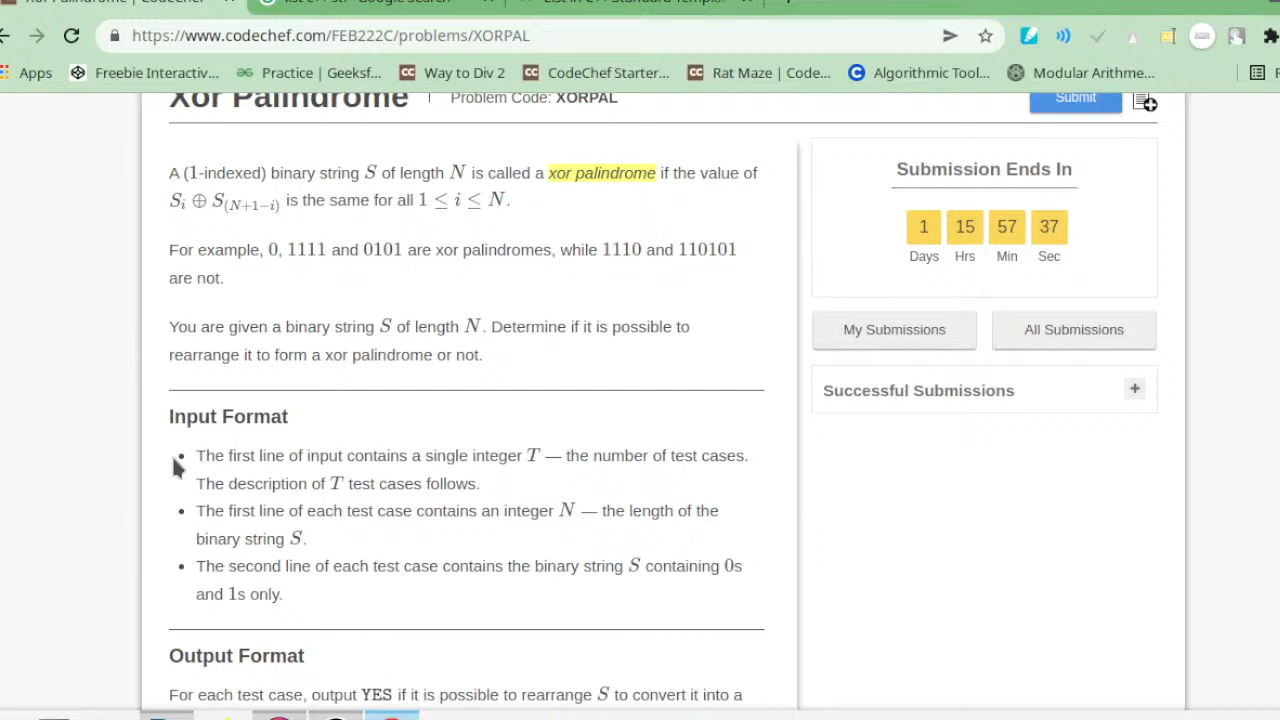 Xor Palindrome | CodeChef
https://www.codechef.com/FEB222C/problems/XORPAL
Apps Freebie Interactiv... Practice | Geeksf... Way to Div 2 CodeChef Starter... Rat Maze | Code... Algorithmic Tool... Modular Arithme...
Xor Palindrome | Problem Code: XORPAL
Submit
A (1-indexed) binary string S of length N is called a xor palindrome if the value of
S_i ⊕ S_(N+1−i) is the same for all 1 ≤ i ≤ N.
For example, 0, 1111 and 0101 are xor palindromes, while 1110 and 110101
are not.
You are given a binary string S of length N. Determine if it is possible to
rearrange it to form a xor palindrome or not.
Input Format
• The first line of input contains a single integer T — the number of test cases.
The description of T test cases follows.
• The first line of each test case contains an integer N — the length of the
binary string S.
• The second line of each test case contains the binary string S containing 0s
and 1s only.
Output Format
For each test case, output YES if it is possible to rearrange S to convert it into a
Submission Ends In
1 15 57 37
Days Hrs Min Sec
My Submissions All Submissions
Successful Submissions +